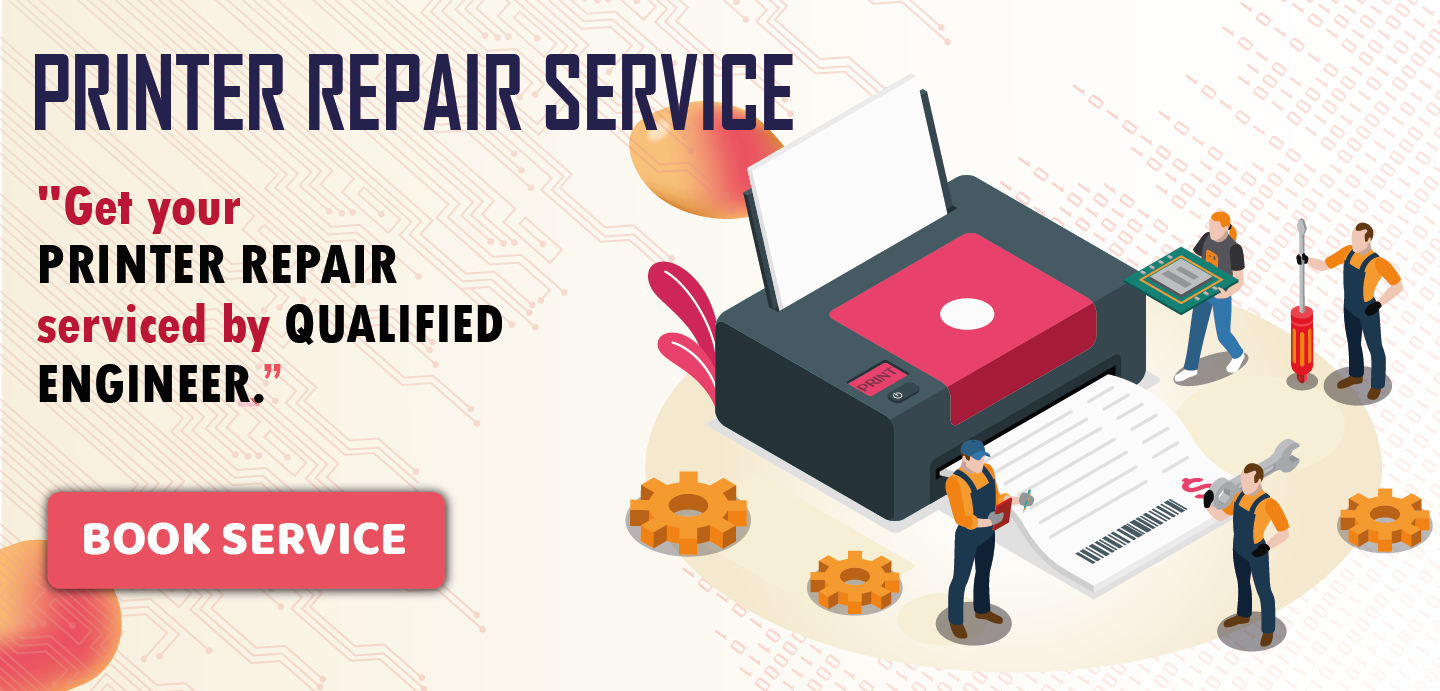 PRINTER REPAIR SERVICE
"Get your
PRINTER REPAIR
serviced by QUALIFIED
ENGINEER.”
BOOK SERVICE
PRINT
$